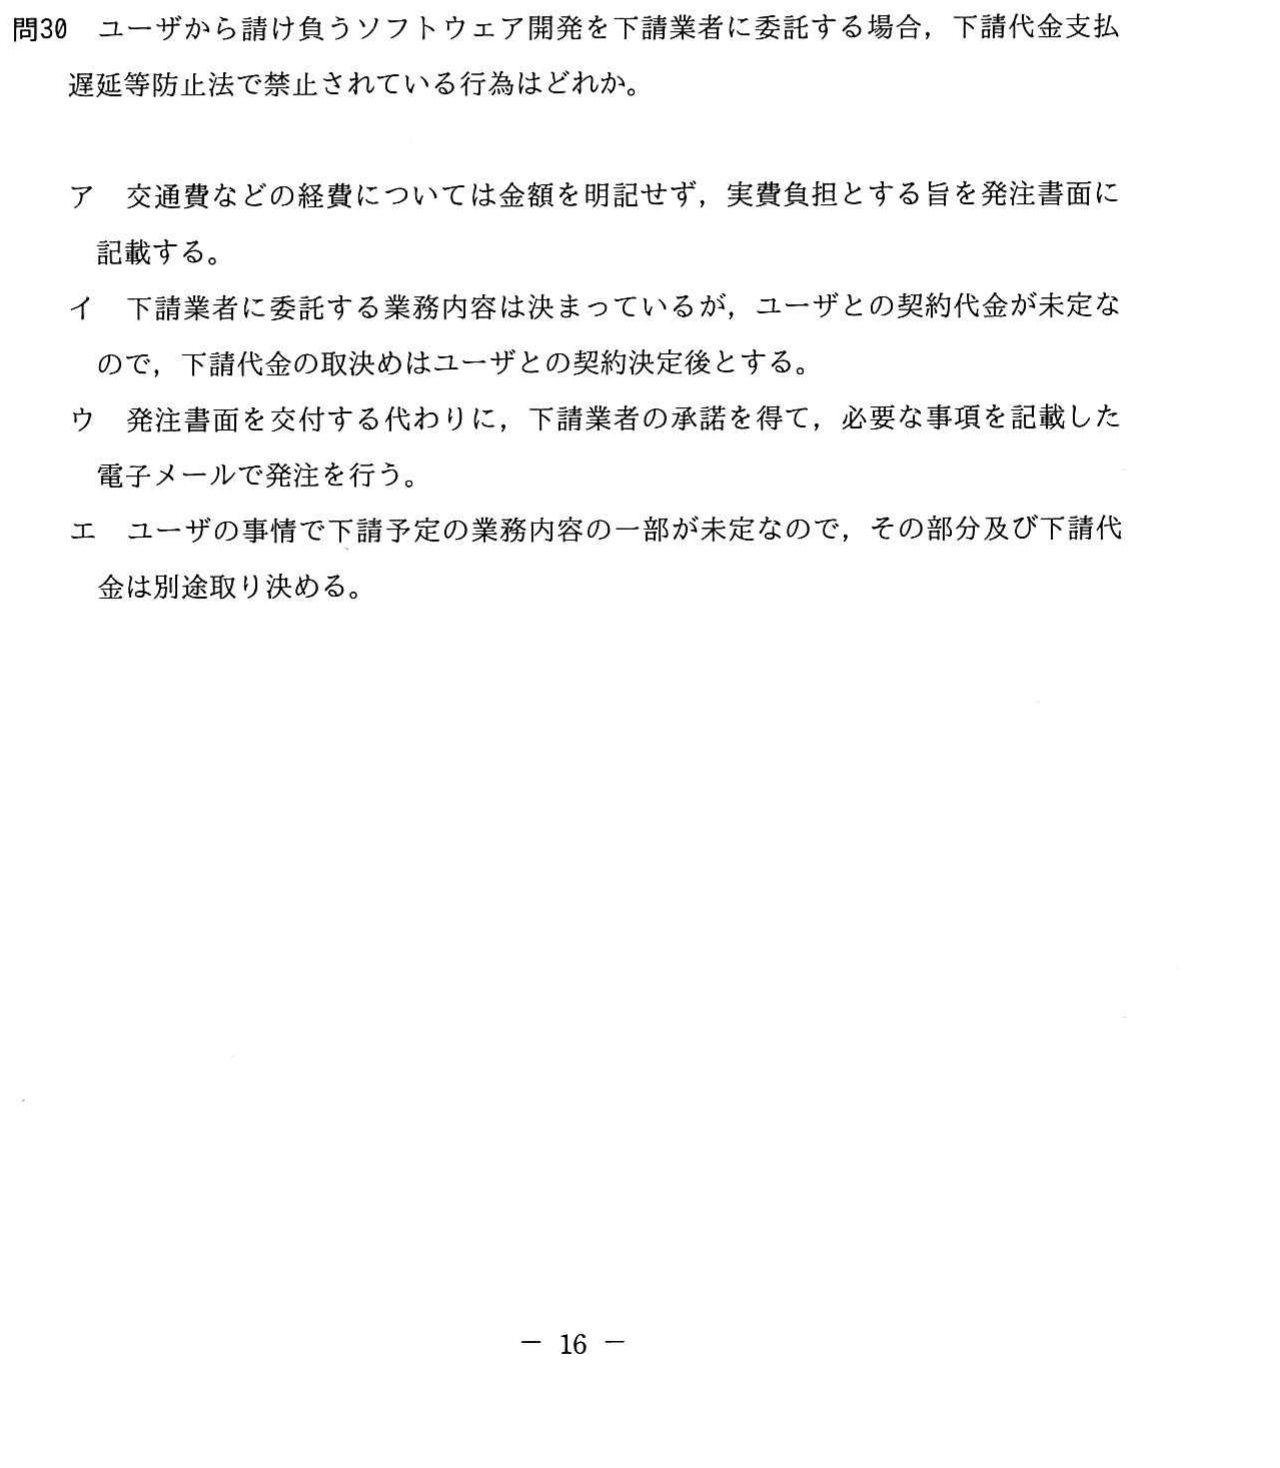 問30　ユーザから請け負うソフトウェア開発を下請業者に委託する場合，下請代金支払
遅延等防止法で禁止されている行為はどれか。
ア　交通費などの経費については金額を明記せず，実費負担とする旨を発注書面に
記載する。
イ　下請業者に委託する業務内容は決まっているが，ユーザとの契約代金が未定な
ので，下請代金の取決めはユーザとの契約決定後とする。
ウ　発注書面を交付する代わりに，下請業者の承諾を得て，必要な事項を記載した
電子メールで発注を行う。
エ　ユーザの事情で下請予定の業務内容の一部が未定なので，その部分及び下請代
金は別途取り決める。
－ 16 －